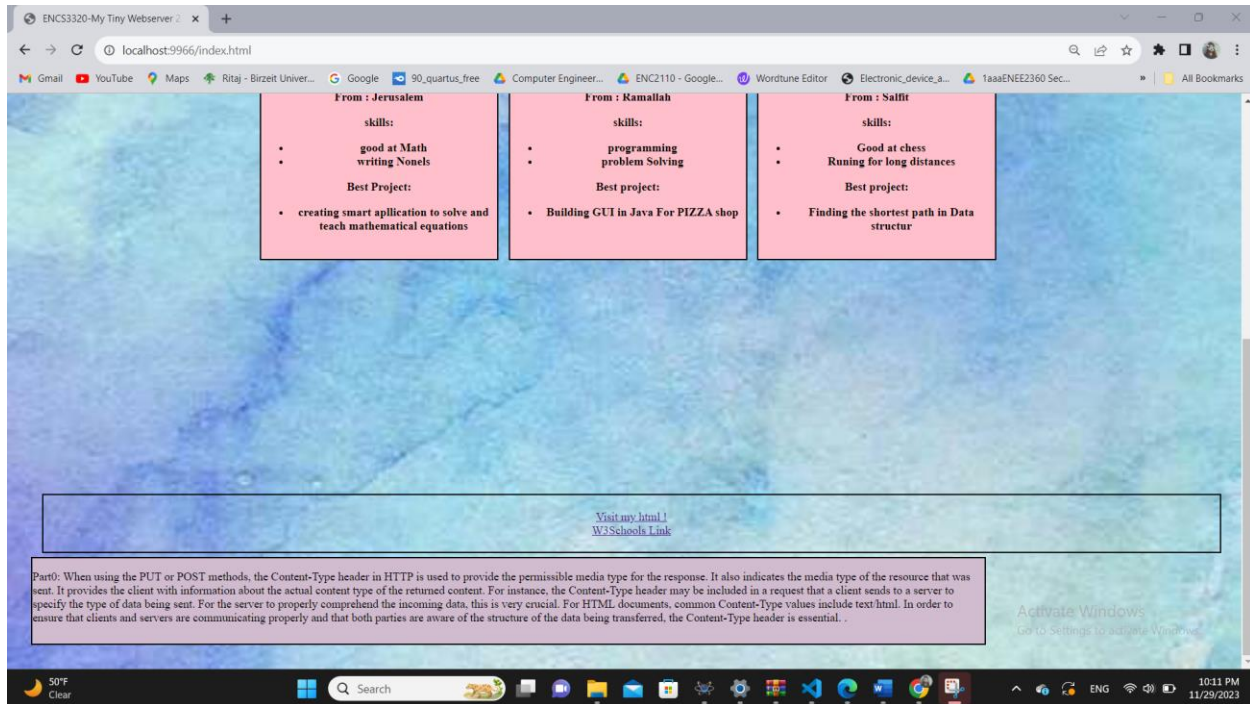 ENCS3320-My Tiny Webserver 2
localhost:9966/index.html
Gmail YouTube Maps Ritaj - Birzeit Univer... Google 90_quartus_free Computer Engineer... ENC2110 - Google... Wordtune Editor Electronic_device_a... 1aaaENEE2360 Sec... » All Bookmarks
From : Jerusalem
skills:
• good at Math
• writing Nonels
Best Project:
• creating smart apllication to solve and
teach mathematical equations
From : Ramallah
skills:
• programming
• problem Solving
Best project:
• Building GUI in Java For PIZZA shop
From : Salfit
skills:
• Good at chess
• Runing for long distances
Best project:
• Finding the shortest path in Data
structur
Visit my html !
W3Schools Link
Part0: When using the PUT or POST methods, the Content-Type header in HTTP is used to provide the permissible media type for the response. It also indicates the media type of the resource that was
sent. It provides the client with information about the actual content type of the returned content. For instance, the Content-Type header may be included in a request that a client sends to a server to
specify the type of data being sent. For the server to properly comprehend the incoming data, this is very crucial. For HTML documents, common Content-Type values include text/html. In order to
ensure that clients and servers are communicating properly and that both parties are aware of the structure of the data being transferred, the Content-Type header is essential. .
Activate Windows
Go to Settings to activate Windows.
50°F
Clear
Search
ENG
10:11 PM
11/29/2023